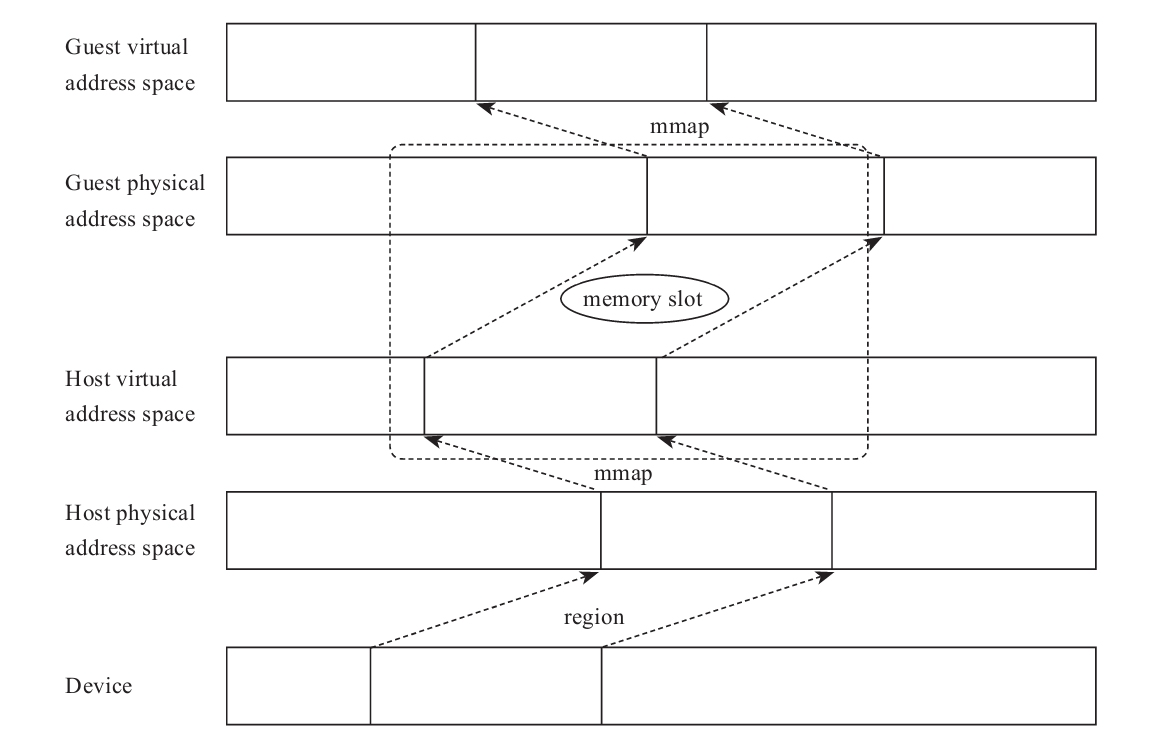 Guest virtual
address space
mmap
Guest physical
address space
memory slot
Host virtual
address space
mmap
Host physical
address space
region
Device